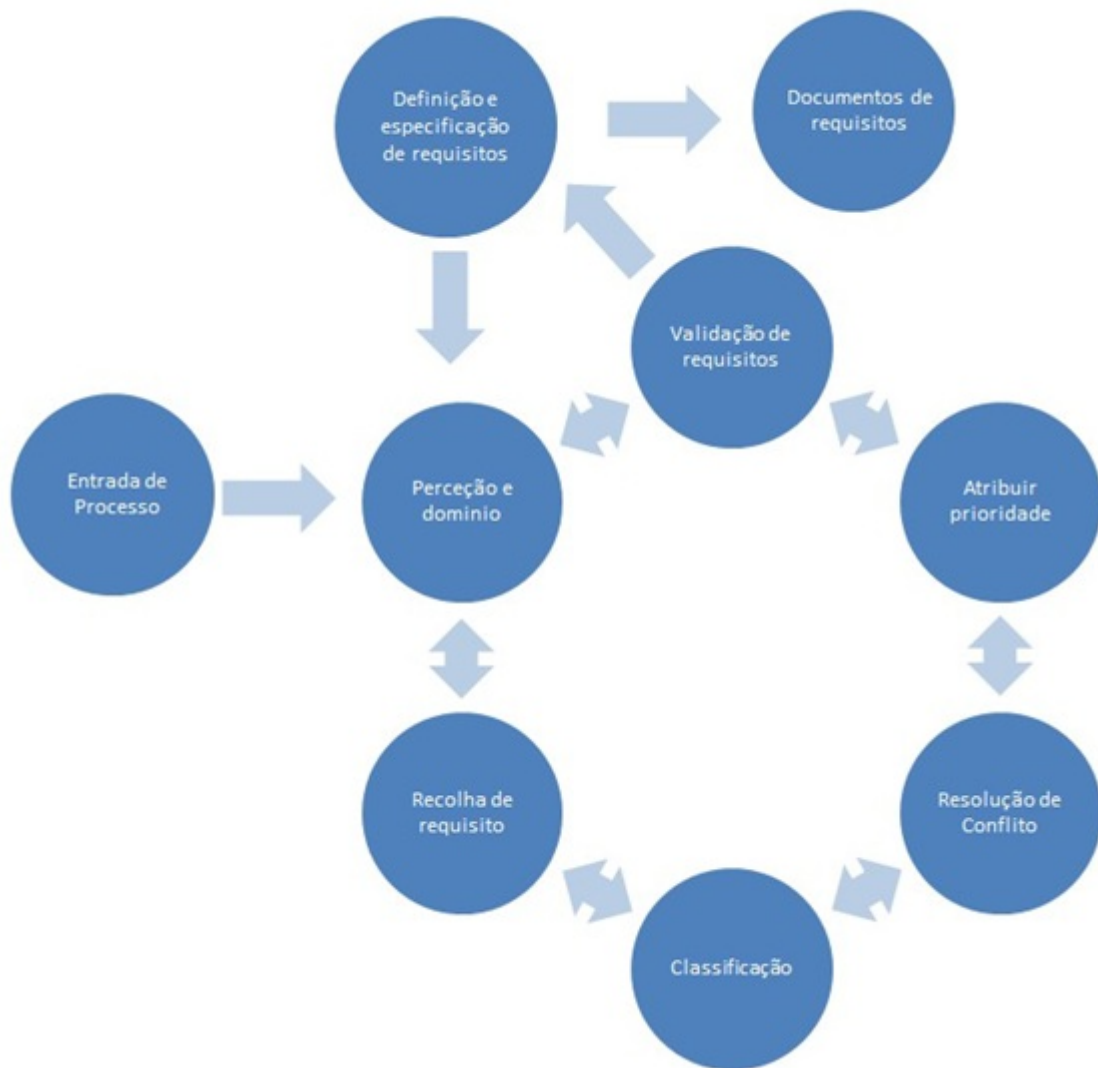 Definição e
especificação
de requisitos
Documentos de
requisitos
Validação de
requisitos
Entrada de
Processo
Perceção e
dominio
Atribuir
prioridade
Recolha de
requisito
Resolução de
Conflito
Classificação